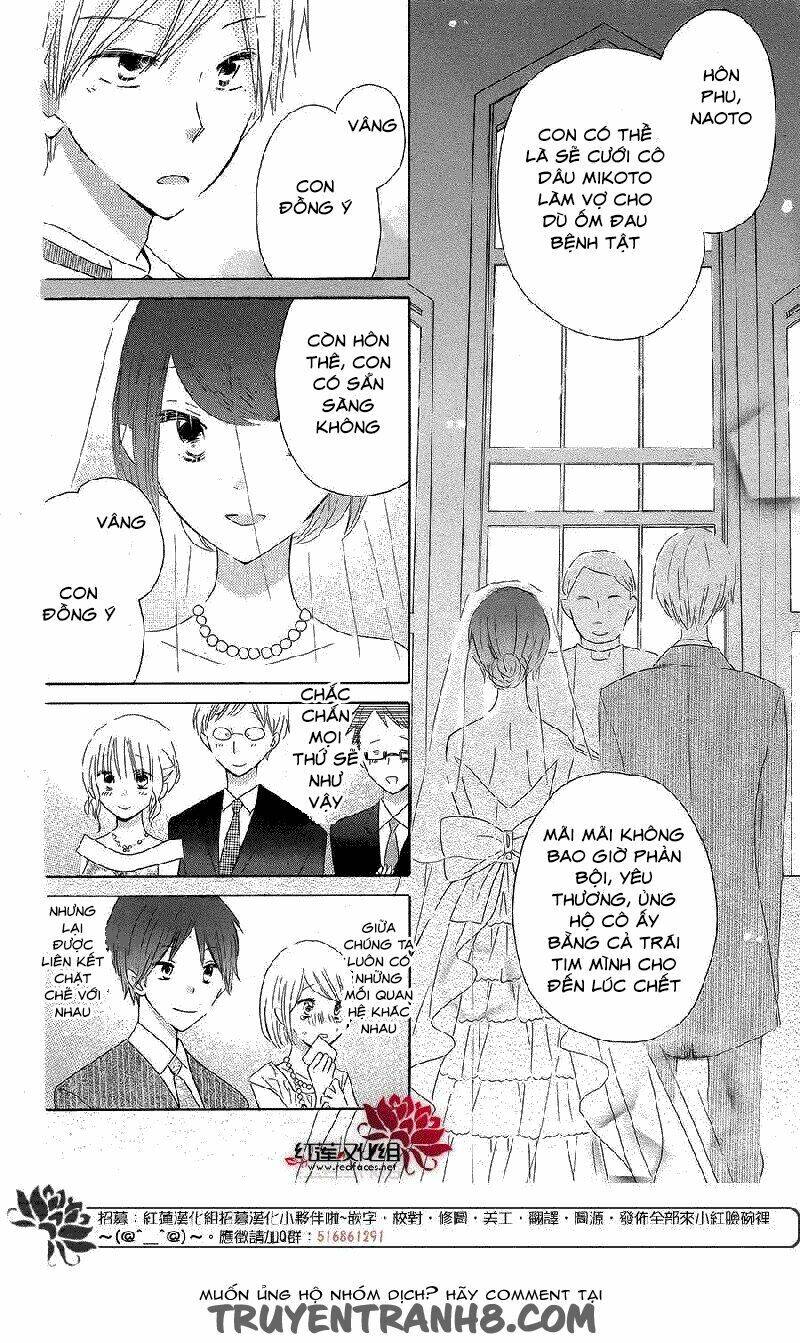 HÔN
PHU,
NAOTO
CON CÓ THỀ
LÀ SẼ CƯỚI CÔ
DÂU MIKOTO
LÀM VỢ CHO
DÙ ỐM ĐAU
BỆNH TẬT
MÃI MÃI KHÔNG
BAO GIỜ PHẢN
BỘI, YÊU
THƯƠNG, ỦNG
HỘ CÔ ẤY
BẰNG CẢ TRÁI
TIM MÌNH CHO
ĐẾN LÚC CHẾT
VÂNG
CON
ĐỒNG Ý
CÒN HÔN
THÊ, CON
CÓ SẲN
SÀNG
KHÔNG
VÂNG
CON
ĐỒNG Ý
CHẮC
CHẮN
MỌI
THỨ SẼ
NHƯ
VẬY
GIỮA
CHÚNG TA
LUÔN CÓ
NHỮNG
MỐI QUAN
HỆ KHÁC
NHAU
NHƯNG
LẠI
ĐƯỢC
LIÊN KẾT
CHẶT
CHẼ VỚI
NHAU
红莲汉化组
www.redfaces.net
招募：紅蓮漢化組招募漢化小夥伴啦~嵌字，校對，修圖，美工，翻譯，圖源，發佈全部來小紅臉碗裡
～(@^__^@)～。應徵請加Q群：516861291
MUỐN ỦNG HỘ NHÓM DỊCH? HÃY COMMENT TẠI
TRUYENTRANH8.COM